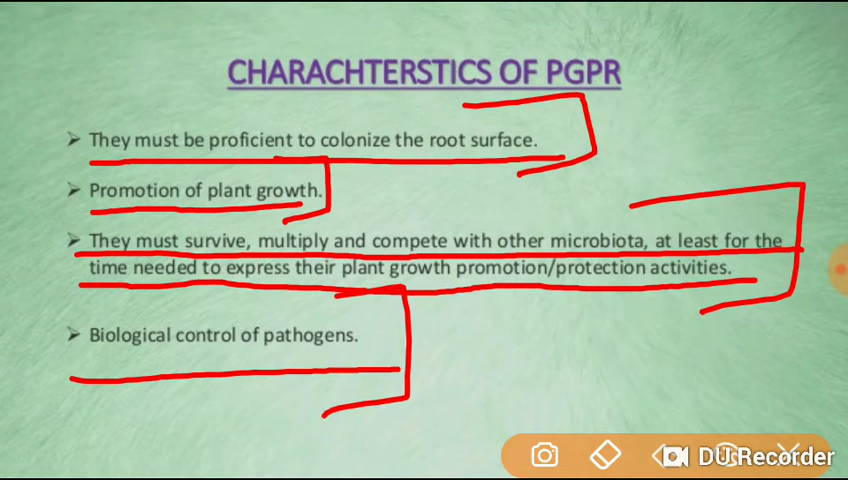 CHARACHTERSTICS OF PGPR
They must be proficient to colonize the root surface.
Promotion of plant growth.
They must survive, multiply and compete with other microbiota, at least for the
time needed to express their plant growth promotion/protection activities.
Biological control of pathogens.
DU Recorder